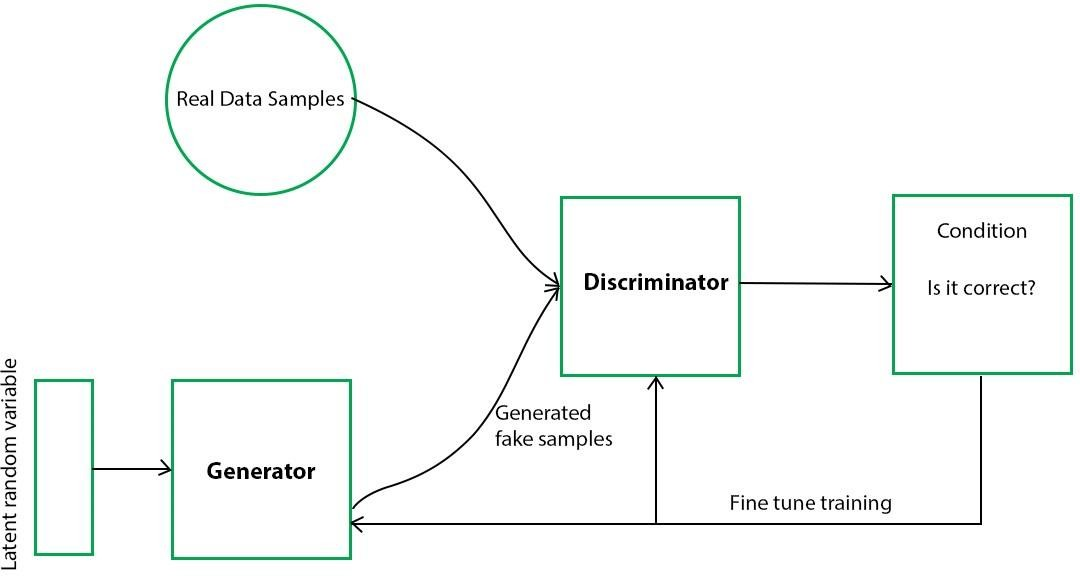 Real Data Samples
Condition
Is it correct?
Discriminator
Generated
fake samples
Latent random variable
Generator
Fine tune training